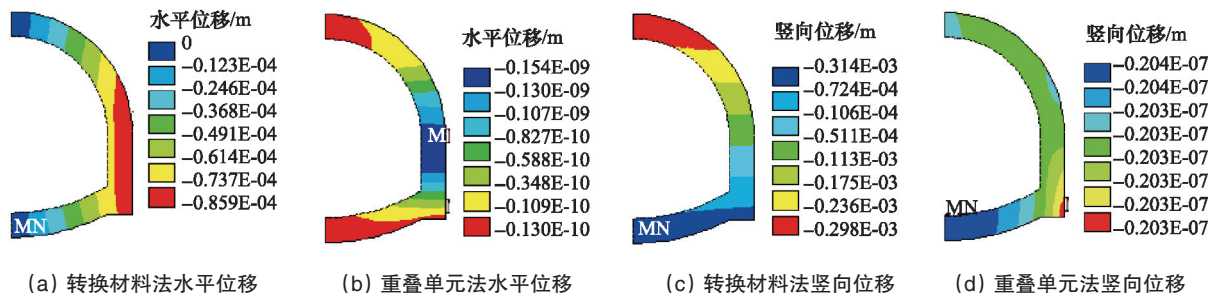 水平位移/m
0
−0.123E−04
−0.246E−04
−0.368E−04
−0.491E−04
−0.614E−04
−0.737E−04
−0.859E−04
MN
(a) 转换材料法水平位移
水平位移/m
−0.154E−09
−0.130E−09
−0.107E−09
−0.827E−10
−0.588E−10
−0.348E−10
−0.109E−10
−0.130E−10
(b) 重叠单元法水平位移
竖向位移/m
−0.314E−03
−0.724E−04
−0.106E−04
−0.511E−04
−0.113E−03
−0.175E−03
−0.236E−03
−0.298E−03
MN
(c) 转换材料法竖向位移
竖向位移/m
−0.204E−07
−0.204E−07
−0.203E−07
−0.203E−07
−0.203E−07
−0.203E−07
−0.203E−07
−0.203E−07
MN
(d) 重叠单元法竖向位移